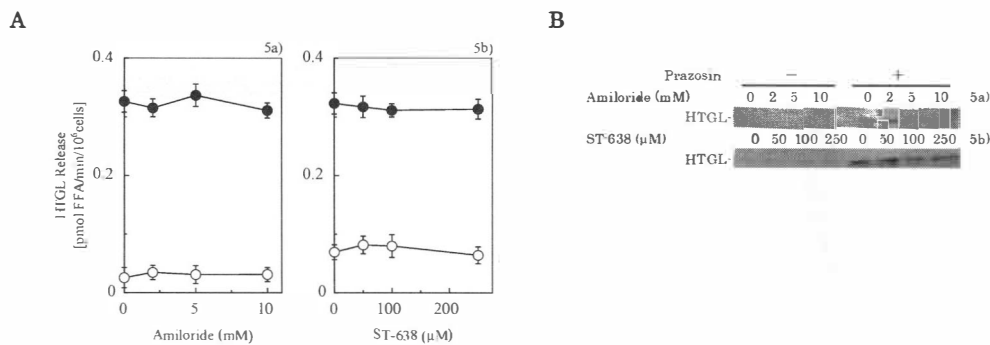 A
5a)
0.4
0.2
0
HTGL Release
[pmol FFA/min/10⁶cells]
0 5 10
Amiloride (mM)
5b)
0.4
0.2
0
0 100 200
ST-638 (μM)
B
Prazosin − +
Amiloride (mM) 0 2 5 10 0 2 5 10 5a)
HTGL-
ST-638 (μM) 0 50 100 250 0 50 100 250 5b)
HTGL-